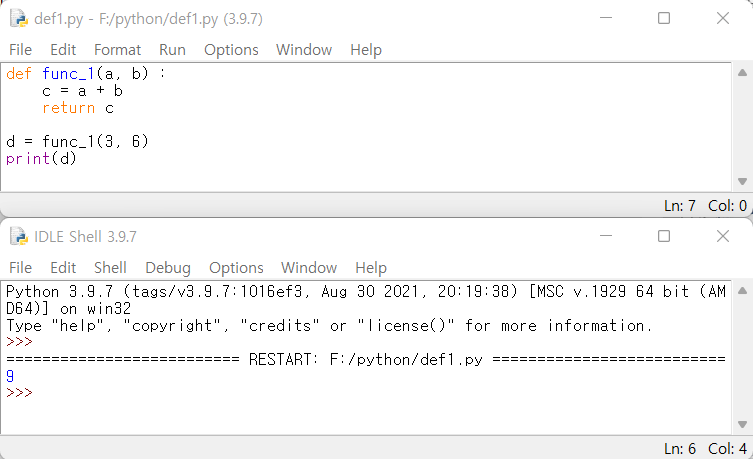 def1.py - F:/python/def1.py (3.9.7)
File Edit Format Run Options Window Help
def func_1(a, b) :
    c = a + b
    return c

d = func_1(3, 6)
print(d)
Ln: 7 Col: 0
IDLE Shell 3.9.7
File Edit Shell Debug Options Window Help
Python 3.9.7 (tags/v3.9.7:1016ef3, Aug 30 2021, 20:19:38) [MSC v.1929 64 bit (AM
D64)] on win32
Type "help", "copyright", "credits" or "license()" for more information.
>>>
========================== RESTART: F:/python/def1.py ==========================
9
>>>
Ln: 6 Col: 4